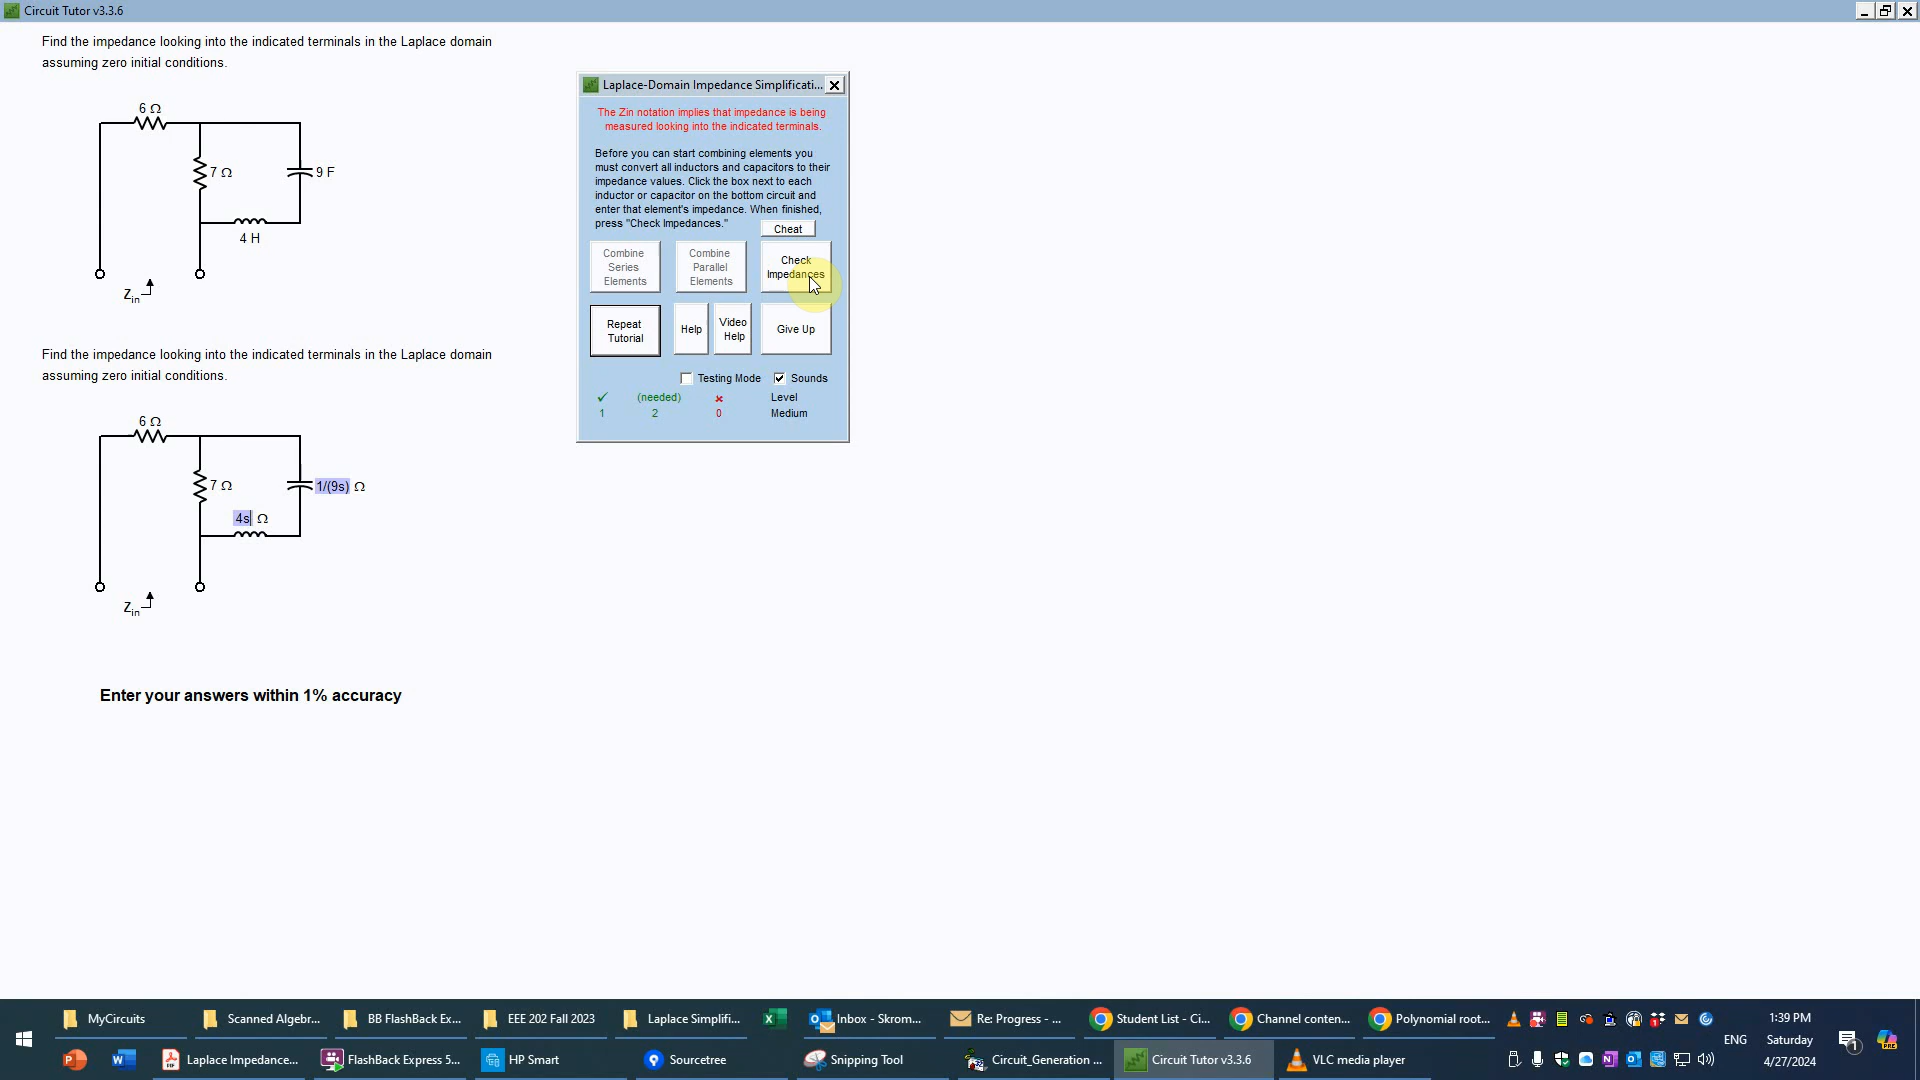 Circuit Tutor v3.3.6
Find the impedance looking into the indicated terminals in the Laplace domain
assuming zero initial conditions.
6 Ω
7 Ω
9 F
4 H
Zin
Find the impedance looking into the indicated terminals in the Laplace domain
assuming zero initial conditions.
6 Ω
7 Ω
1/(9s) Ω
4s Ω
Zin
Enter your answers within 1% accuracy
Laplace-Domain Impedance Simplificati...
The Zin notation implies that impedance is being
measured looking into the indicated terminals.
Before you can start combining elements you
must convert all inductors and capacitors to their
impedance values. Click the box next to each
inductor or capacitor on the bottom circuit and
enter that element's impedance. When finished,
press "Check Impedances."
Cheat
Combine
Series
Elements
Combine
Parallel
Elements
Check
Impedances
Repeat
Tutorial
Help
Video
Help
Give Up
Testing Mode
Sounds
✓ (needed) × Level
1 2 0 Medium
MyCircuits
Scanned Algebr...
BB FlashBack Ex...
EEE 202 Fall 2023
Laplace Simplifi...
Inbox - Skrom...
Re: Progress - ...
Student List - Ci...
Channel conten...
Polynomial root...
Laplace Impedance...
FlashBack Express 5...
HP Smart
Sourcetree
Snipping Tool
Circuit_Generation ...
Circuit Tutor v3.3.6
VLC media player
ENG
1:39 PM
Saturday
4/27/2024